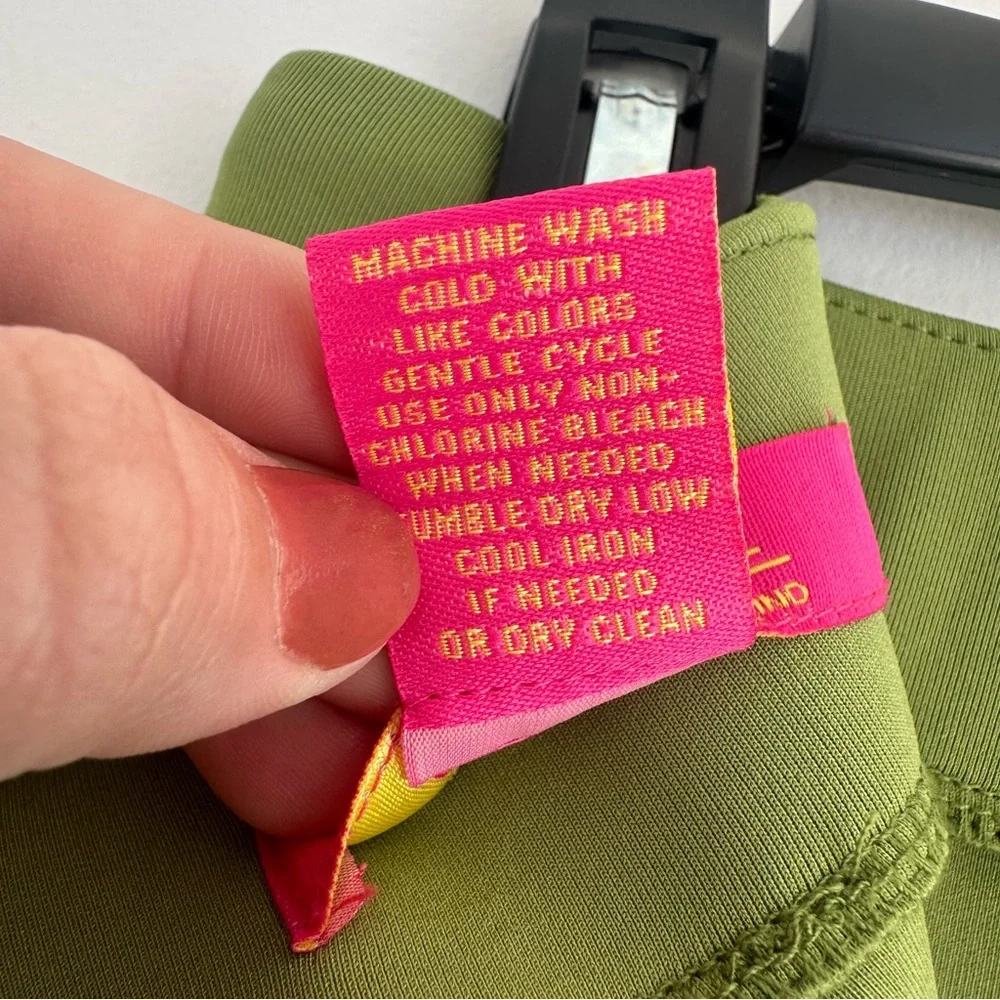 MACHINE WASH
COLD WITH
LIKE COLORS
GENTLE CYCLE
USE ONLY NON-
CHLORINE BLEACH
WHEN NEEDED
UMBLE DRY LOW
COOL IRON
IF NEEDED
OR DRY CLEAN